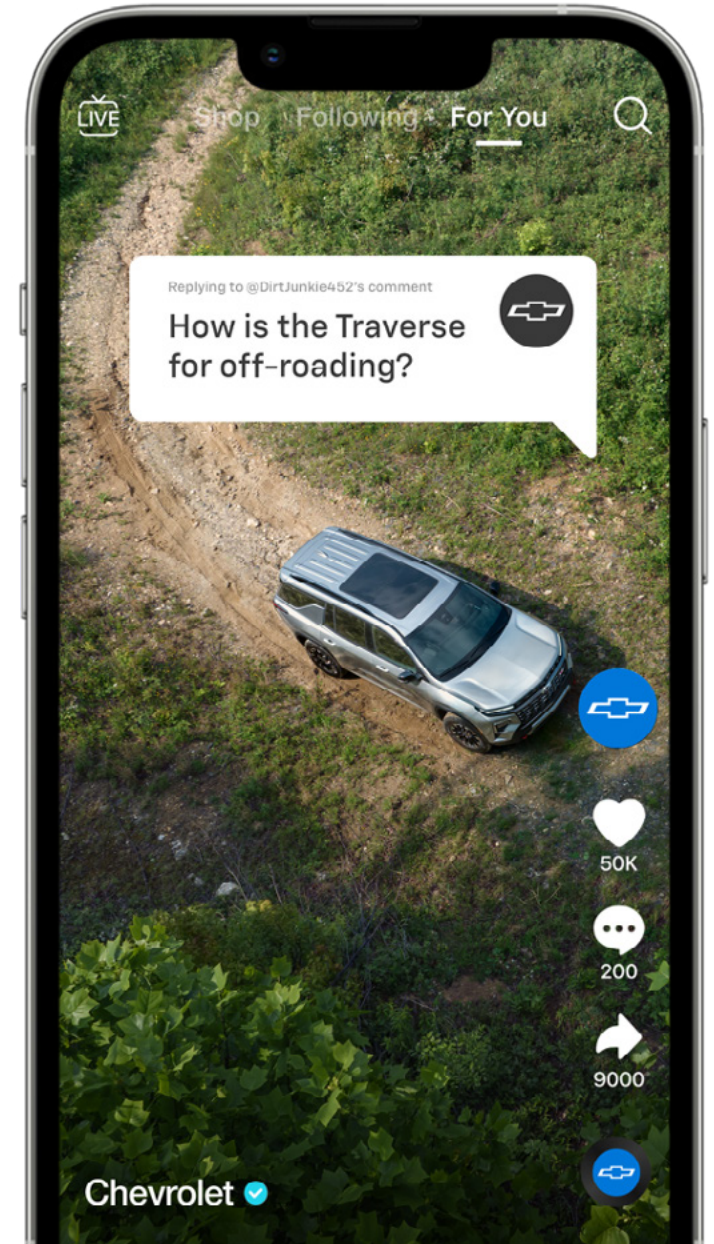 LIVE
Shop Following For You
Replying to @DirtJunkie452's comment
How is the Traverse
for off-roading?
50K
200
9000
Chevrolet